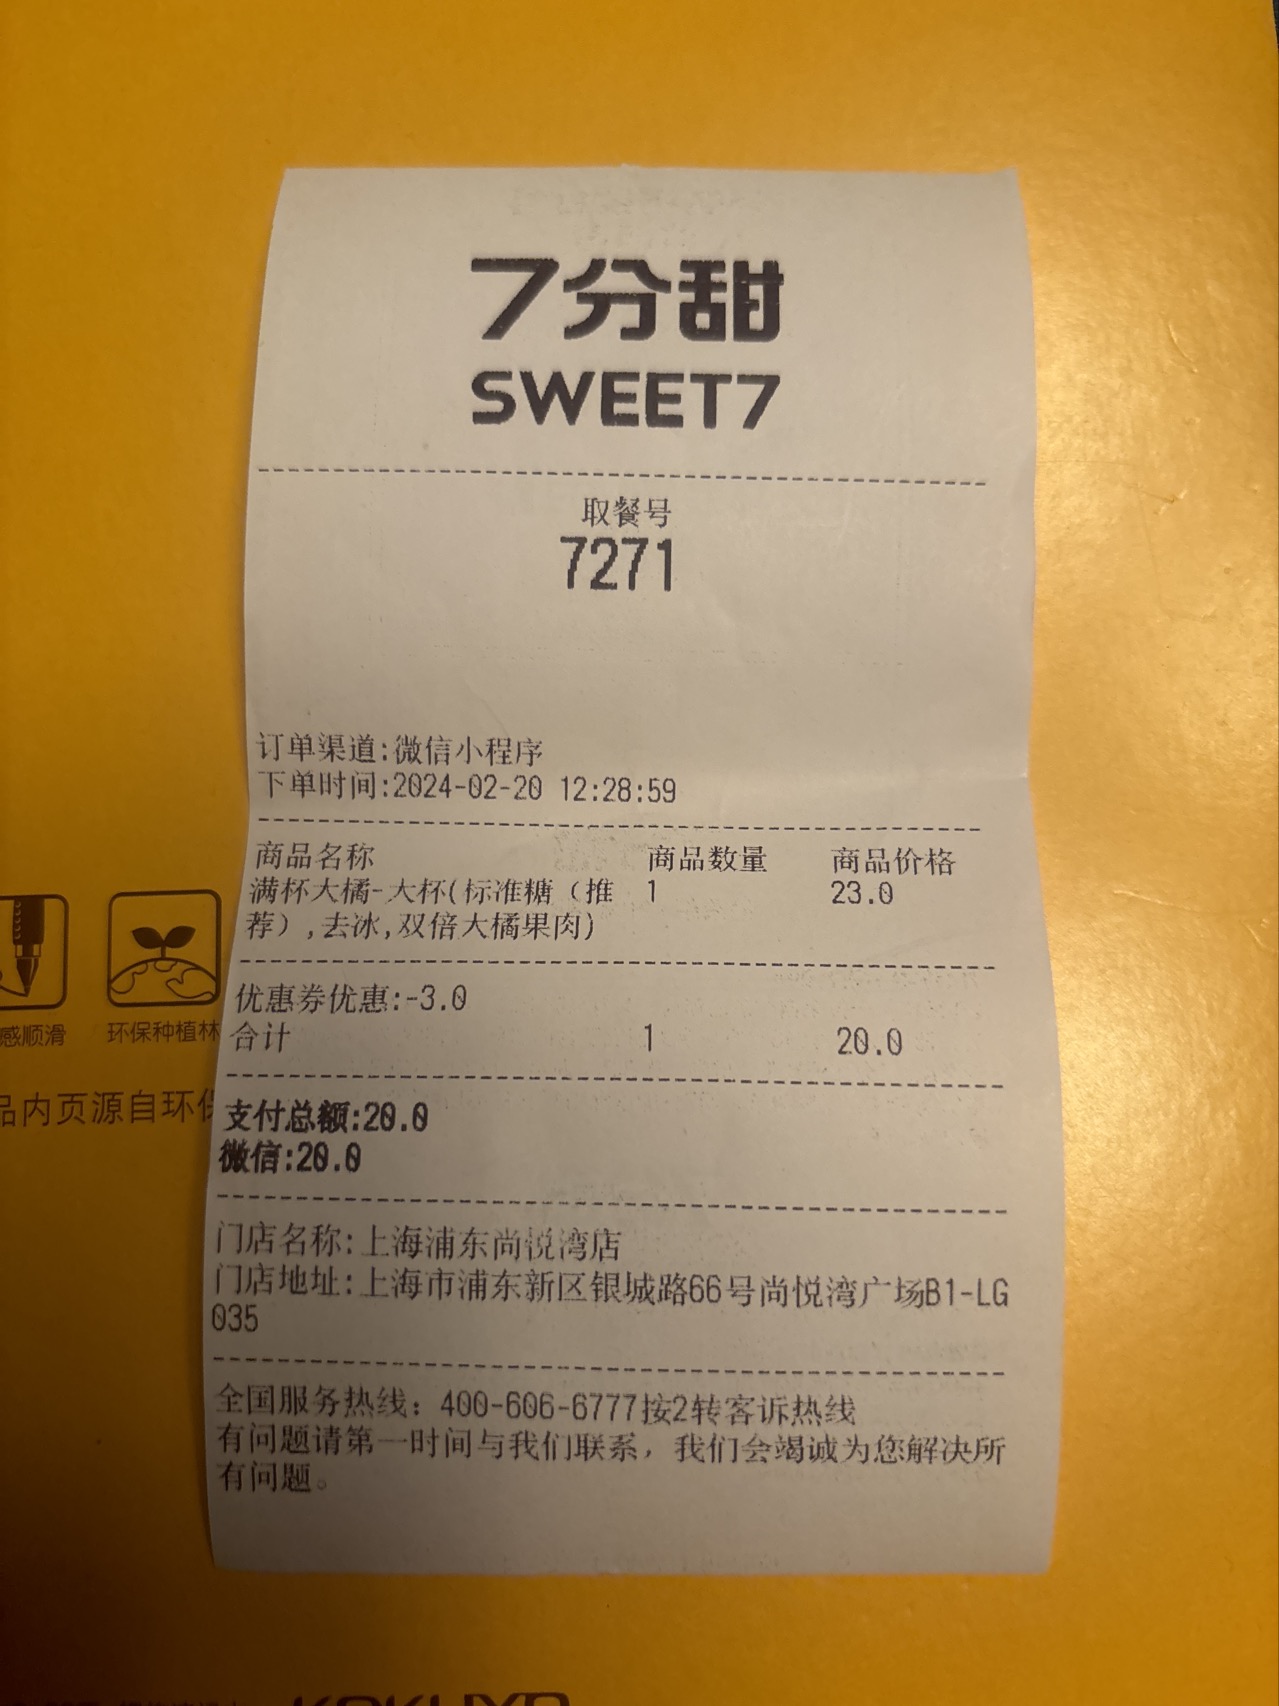 7分甜
SWEET7
取餐号
7271
订单渠道:微信小程序
下单时间:2024-02-20 12:28:59
商品名称 商品数量 商品价格
满杯大橘-大杯(标准糖（推 1 23.0
荐）,去冰,双倍大橘果肉)
优惠券优惠:-3.0
合计 1 20.0
支付总额:20.0
微信:20.0
门店名称:上海浦东尚悦湾店
门店地址:上海市浦东新区银城路66号尚悦湾广场B1-LG
035
全国服务热线：400-606-6777按2转客诉热线
有问题请第一时间与我们联系，我们会竭诚为您解决所
有问题。
感顺滑
环保种植林
品内页源自环保
KOKUYO